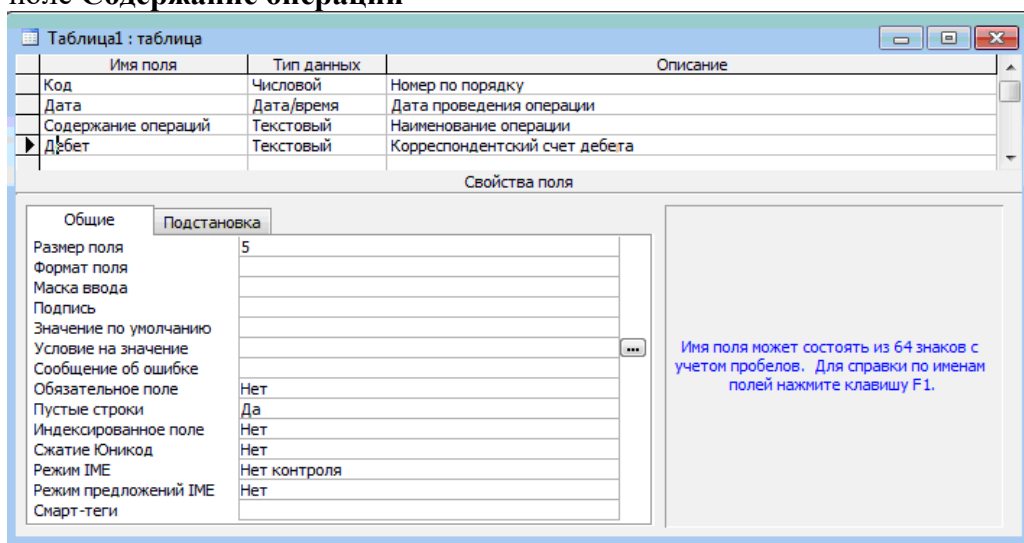 поле Содержание операций
Таблица1 : таблица
Имя поля Тип данных Описание
Код Числовой Номер по порядку
Дата Дата/время Дата проведения операции
Содержание операций Текстовый Наименование операции
Дебет Текстовый Корреспондентский счет дебета
Свойства поля
Общие Подстановка
Размер поля 5
Формат поля
Маска ввода
Подпись
Значение по умолчанию
Условие на значение ...
Сообщение об ошибке
Обязательное поле Нет
Пустые строки Да
Индексированное поле Нет
Сжатие Юникод Нет
Режим IME Нет контроля
Режим предложений IME Нет
Смарт-теги
Имя поля может состоять из 64 знаков с
учетом пробелов. Для справки по именам
полей нажмите клавишу F1.